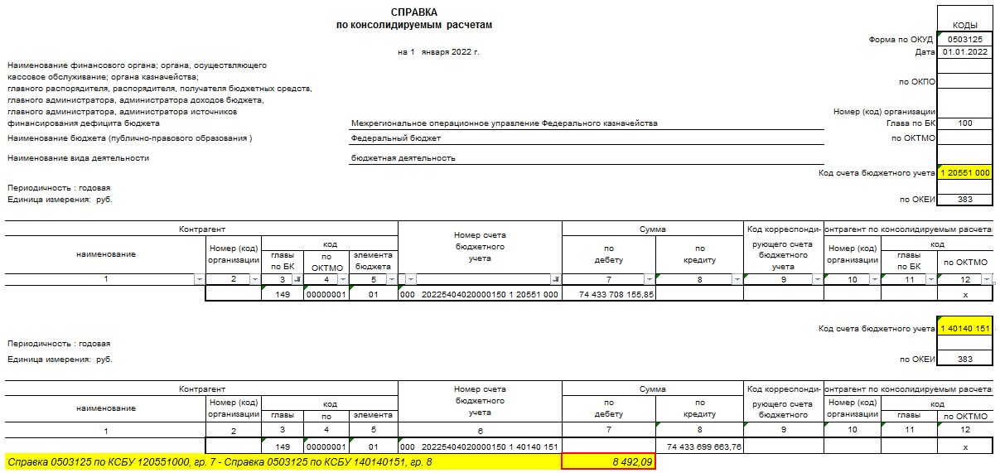 СПРАВКА
по консолидируемым расчетам
КОДЫ
Форма по ОКУД 0503125
на 1 января 2022 г. Дата 01.01.2022
Наименование финансового органа; органа, осуществляющего
кассовое обслуживание; органа казначейства;
главного распорядителя, распорядителя, получателя бюджетных средств, по ОКПО
главного администратора, администратора доходов бюджета,
главного администратора, администратора источников Номер (код) организации
финансирования дефицита бюджета Межрегиональное операционное управление Федерального казначейства Глава по БК 100
Наименование бюджета (публично-правового образования ) Федеральный бюджет по ОКТМО
Наименование вида деятельности бюджетная деятельность
Код счета бюджетного учета 1 20551 000
Периодичность : годовая
Единица измерения: руб. по ОКЕИ 383
Контрагент Номер счета бюджетного учета Сумма Код корреспонди- онтрагент по консолидируемым расчета
наименование Номер (код) организации код по дебету по кредиту рующего счета бюджетного учета Номер (код) организации код
главы по БК по ОКТМО элемента бюджета главы по БК по ОКТМО
1 2 3 4 5 7 8 9 10 11 12
149 00000001 01 000 20225404020000150 1 20551 000 74 433 708 155,85 x
Код счета бюджетного учета 1 40140 151
Периодичность : годовая
Единица измерения: руб. по ОКЕИ 383
Контрагент Номер счета бюджетного учета Сумма Код корреспонди- онтрагент по консолидируемым расчета
наименование Номер (код) организации код по дебету по кредиту рующего счета бюджетного Номер (код) организации код
главы по элемента главы по ОКТМО
1 2 3 4 5 6 7 8 9 10 11 12
149 00000001 01 000 20225404020000150 1 40140 151 74 433 699 663,76 x
Справка 0503125 по КСБУ 120551000, гр. 7 - Справка 0503125 по КСБУ 140140151, гр. 8 8 492,09